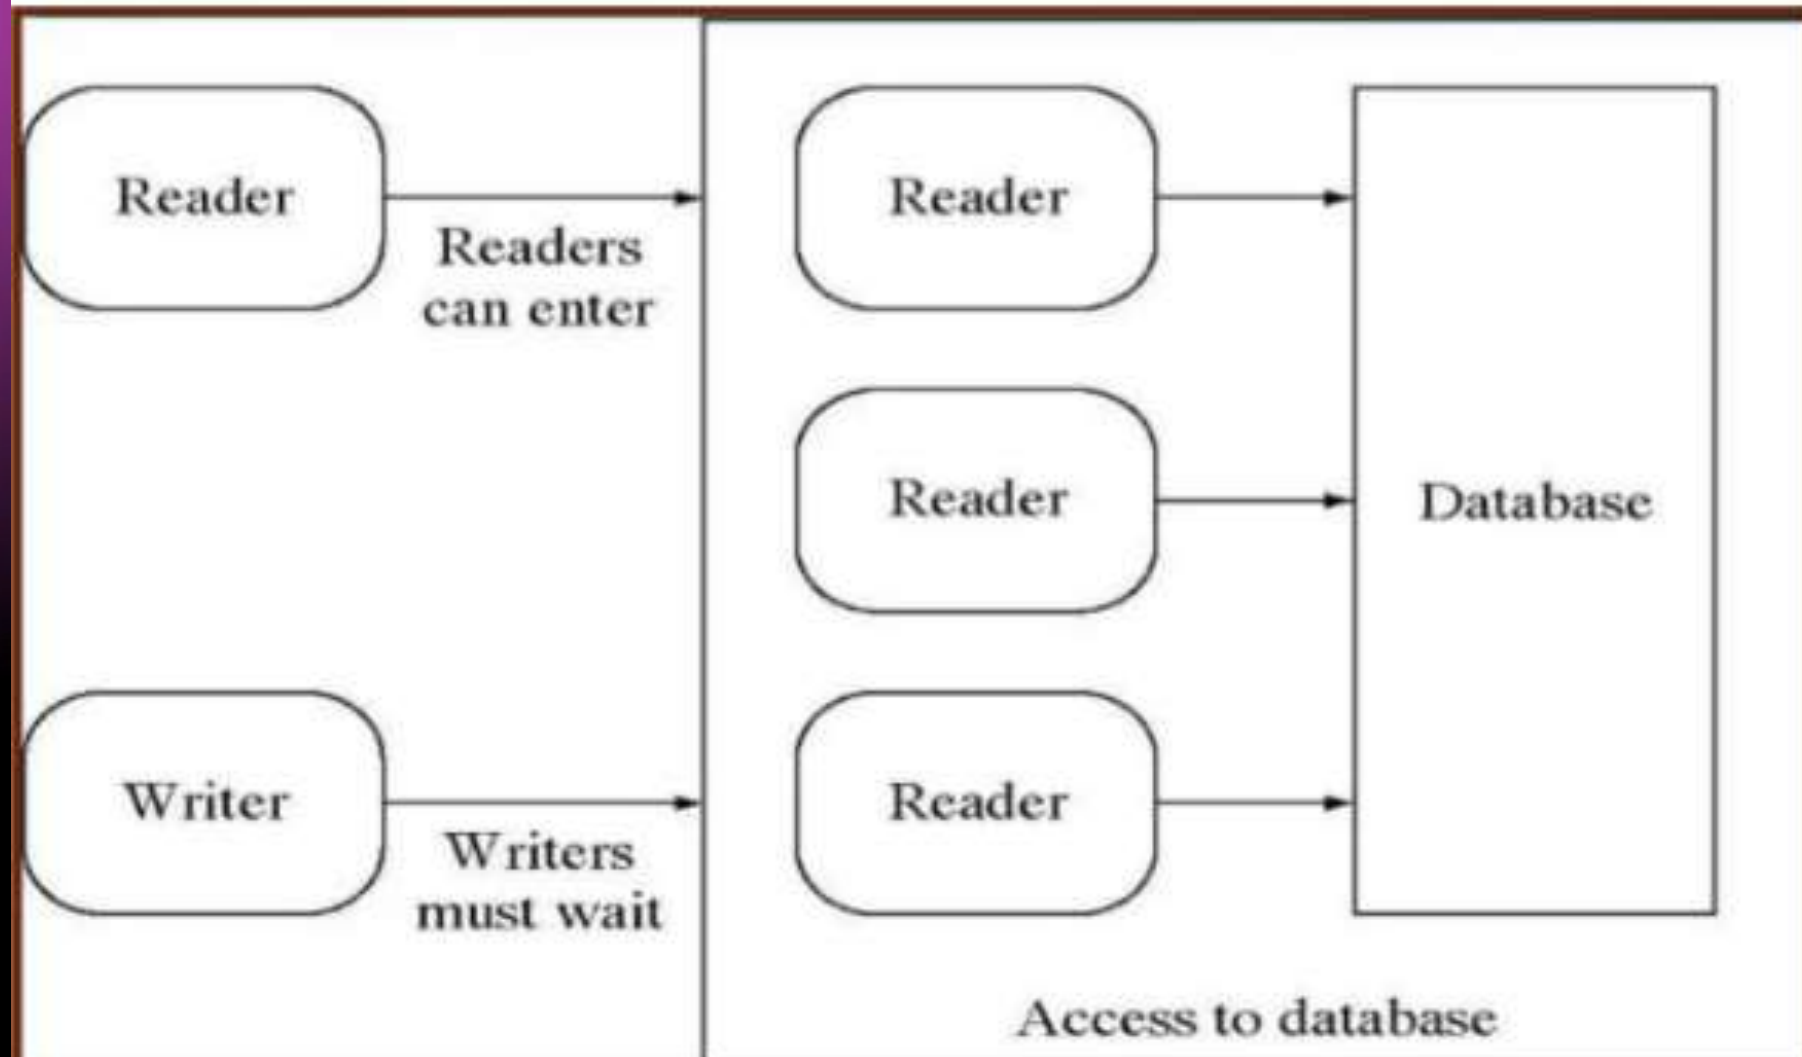 Reader
Readers
can enter
Reader
Reader
Database
Writer
Writers
must wait
Reader
Access to database